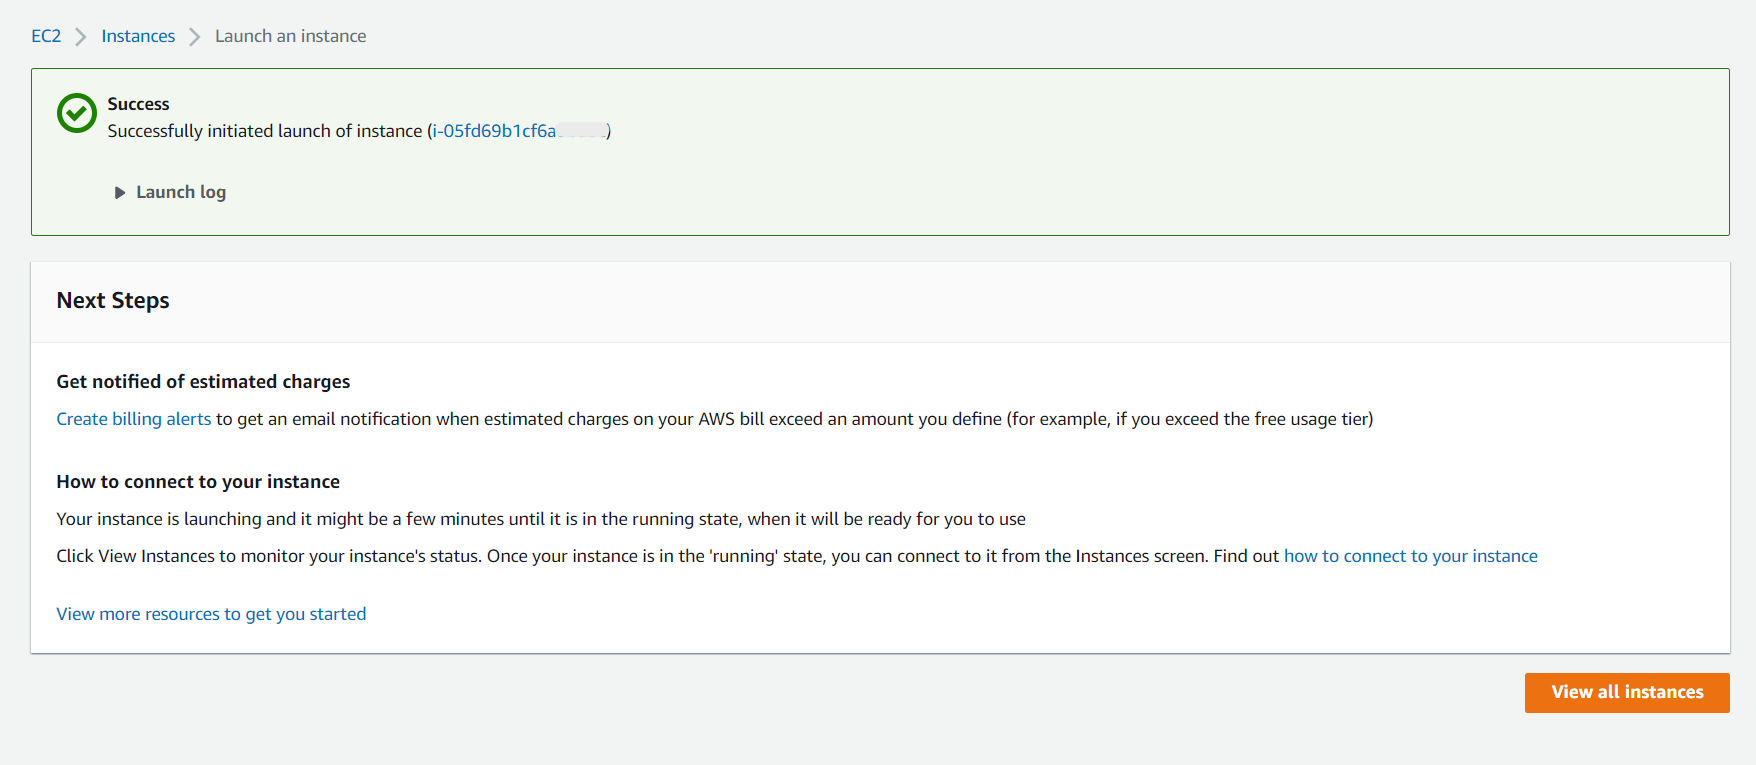 EC2 Instances Launch an instance
Success
Successfully initiated launch of instance (i-05fd69b1cf6a)
Launch log
Next Steps
Get notified of estimated charges
Create billing alerts to get an email notification when estimated charges on your AWS bill exceed an amount you define (for example, if you exceed the free usage tier)
How to connect to your instance
Your instance is launching and it might be a few minutes until it is in the running state, when it will be ready for you to use
Click View Instances to monitor your instance's status. Once your instance is in the 'running' state, you can connect to it from the Instances screen. Find out how to connect to your instance
View more resources to get you started
View all instances